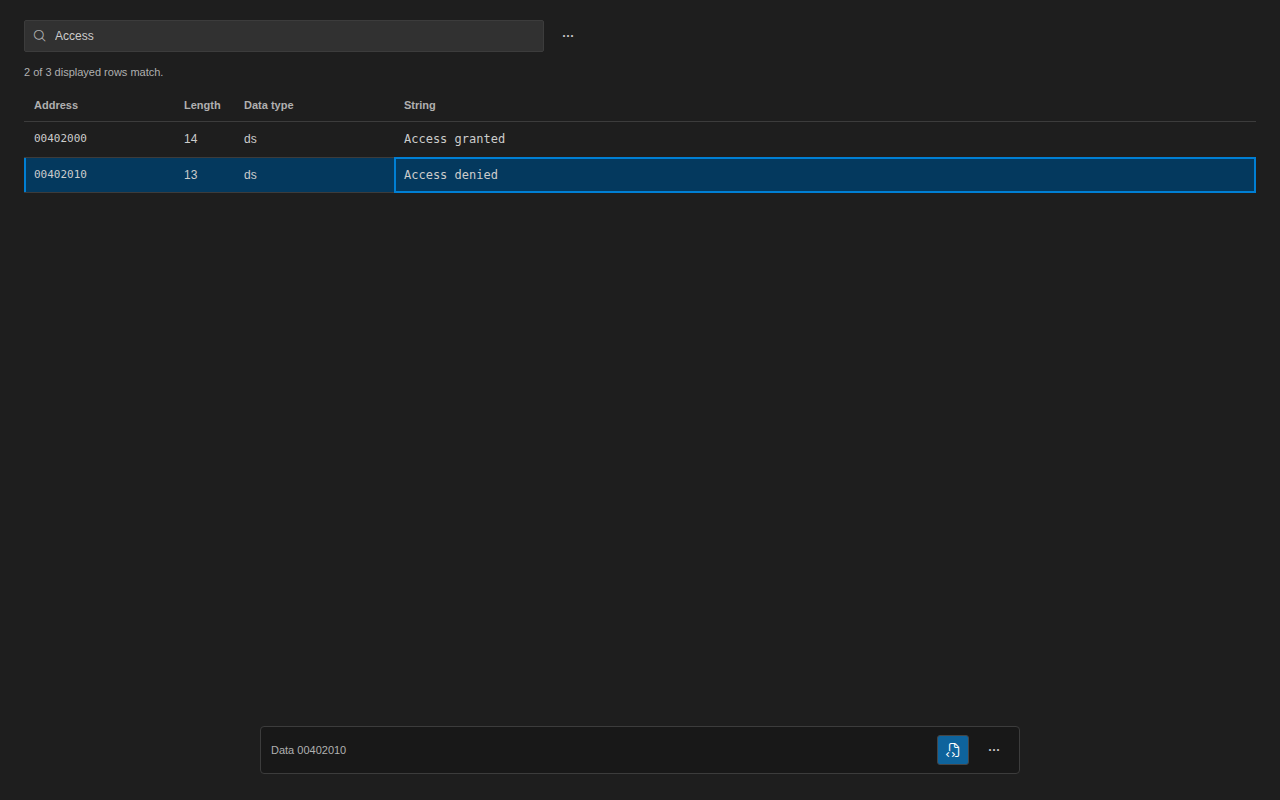 Access
2 of 3 displayed rows match.
Address Length Data type String
00402000 14 ds Access granted
00402010 13 ds Access denied
Data 00402010